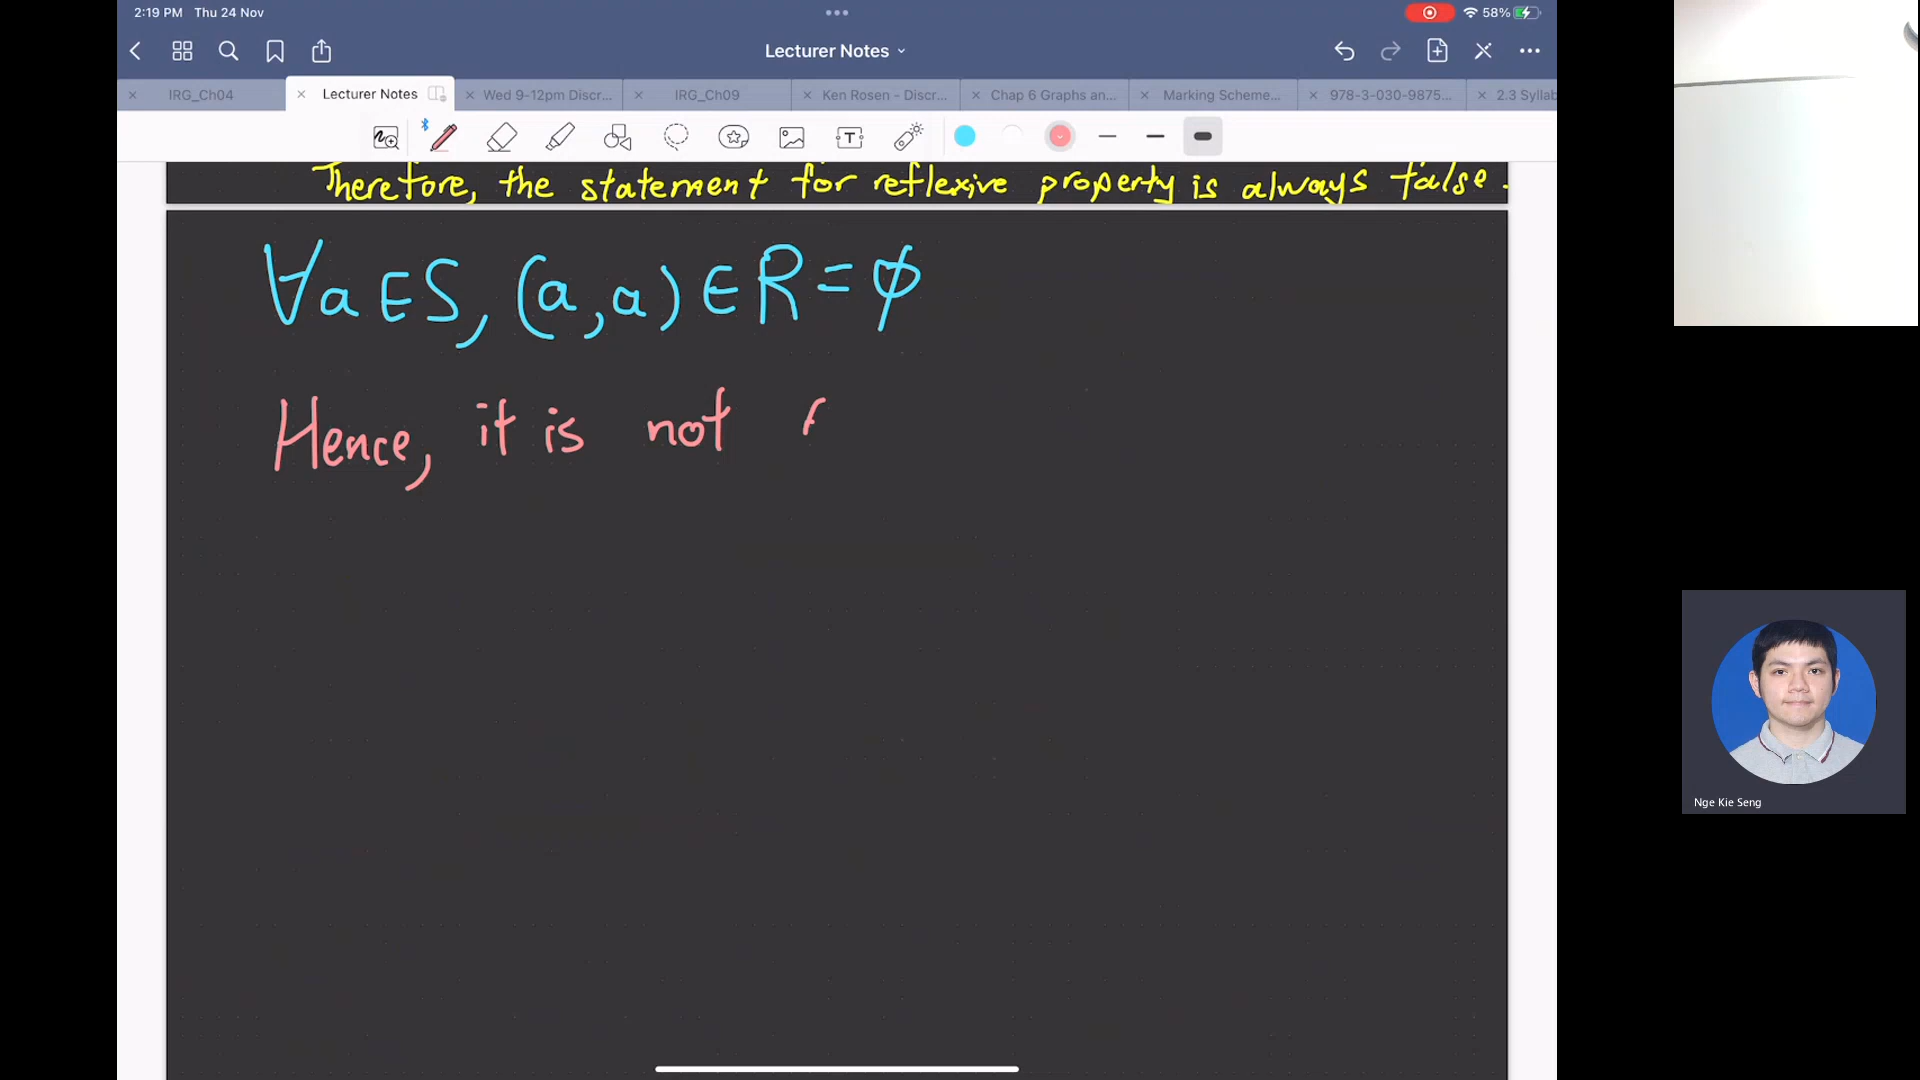 2:19 PM Thu 24 Nov
58%
Lecturer Notes
IRG_Ch04
Lecturer Notes
Wed 9-12pm Discr...
IRG_Ch09
Ken Rosen - Discr...
Chap 6 Graphs an...
Marking Scheme...
978-3-030-9875...
2.3 Syllab
T
Therefore, the statement for reflexive property is always false.
∀a∈S, (a,a)∈R=ϕ
Hence, it is not
Nge Kie Seng